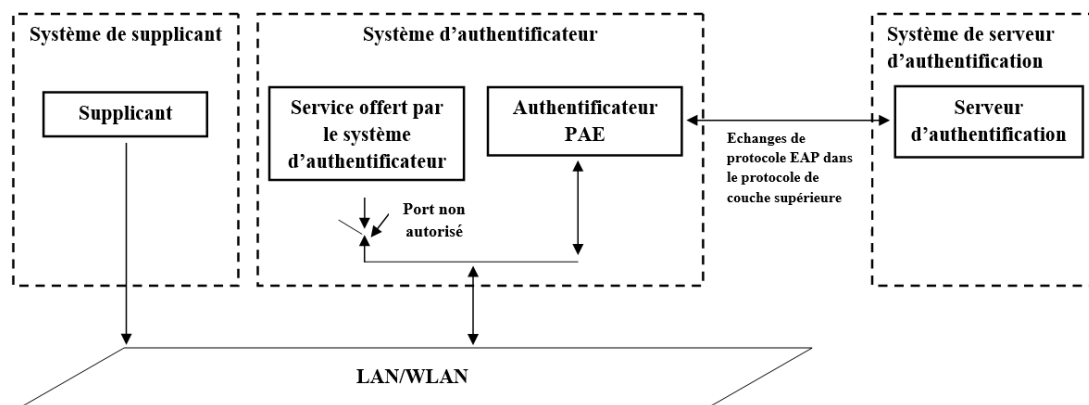 Système de supplicant
Supplicant
Système d'authentificateur
Service offert par
le système
d'authentificateur
Authentificateur
PAE
Port non
autorisé
Echanges de
protocole EAP dans
le protocole de
couche supérieure
Système de serveur
d'authentification
Serveur
d'authentification
LAN/WLAN